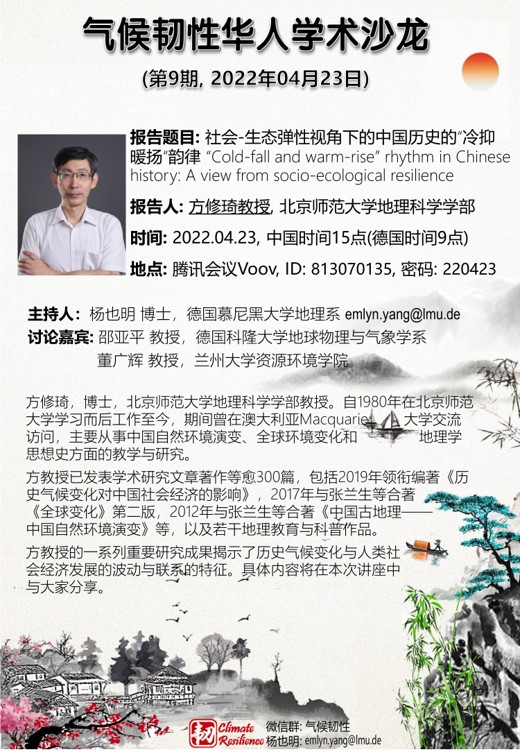 气候韧性华人学术沙龙
(第9期, 2022年04月23日)
报告题目: 社会-生态弹性视角下的中国历史的“冷抑
暖扬”韵律 “Cold-fall and warm-rise” rhythm in Chinese
history: A view from socio-ecological resilience
报告人: 方修琦教授, 北京师范大学地理科学学部
时间: 2022.04.23, 中国时间15点(德国时间9点)
地点: 腾讯会议Voov, ID: 813070135, 密码: 220423
主持人: 杨也明 博士, 德国慕尼黑大学地理系 emlyn.yang@lmu.de
讨论嘉宾: 邵亚平 教授, 德国科隆大学地球物理与气象学系
董广辉 教授, 兰州大学资源环境学院
方修琦，博士，北京师范大学地理科学学部教授。自1980年在北京师范
大学学习而后工作至今，期间曾在澳大利亚Macquarie 大学交流
访问，主要从事中国自然环境演变、全球环境变化和 地理学
思想史方面的教学与研究。
方教授已发表学术研究文章著作等愈300篇，包括2019年领衔编著《历
史气候变化对中国社会经济的影响》，2017年与张兰生等合著
《全球变化》第二版，2012年与张兰生等合著《中国古地理——
中国自然环境演变》等，以及若干地理教育与科普作品。
方教授的一系列重要研究成果揭示了历史气候变化与人类社
会经济发展的波动与联系的特征。具体内容将在本次讲座中
与大家分享。
韧 Climate
Resilience
微信群: 气候韧性
杨也明: emlyn.yang@lmu.de